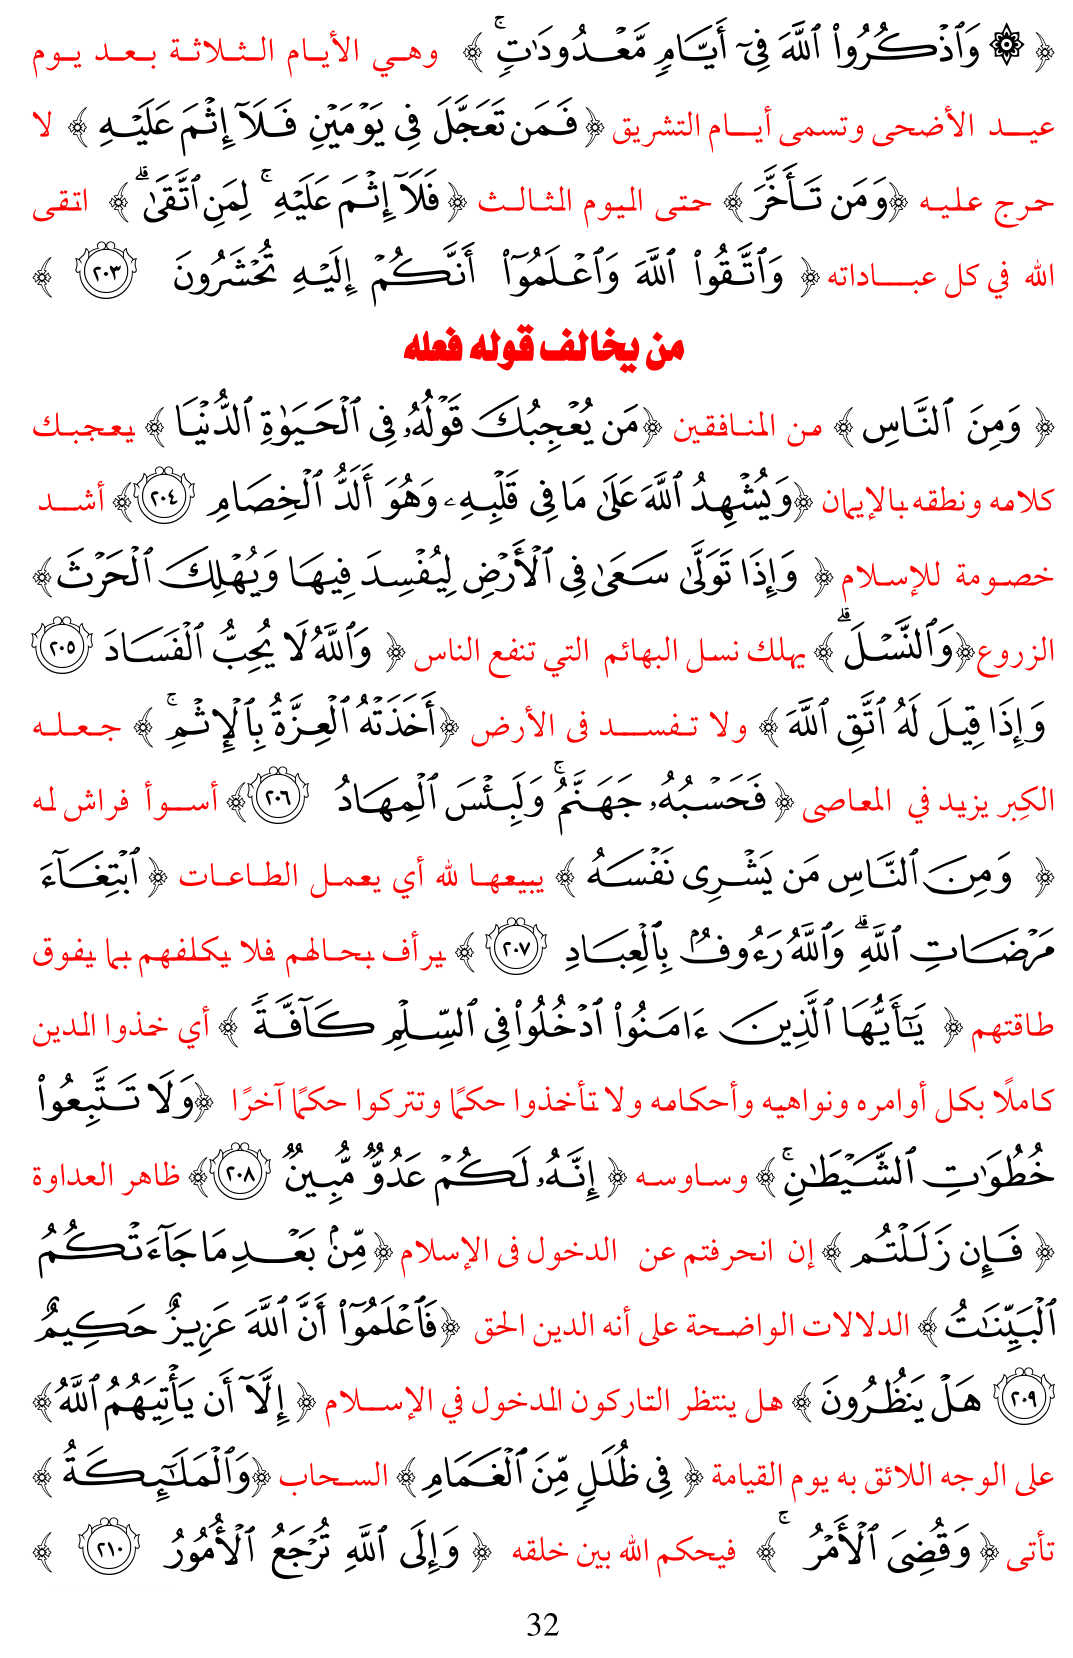 ﴿ ۞ وَٱذۡكُرُواْ ٱللَّهَ فِيٓ أَيَّامٖ مَّعۡدُودَٰتٖۚ ﴾ وهي الأيام الثلاثة بعد يوم
عيد الأضحى وتسمى أيام التشريق ﴿ فَمَن تَعَجَّلَ فِي يَوۡمَيۡنِ فَلَآ إِثۡمَ عَلَيۡهِ ﴾ لا
حرج عليه ﴿وَمَن تَأَخَّرَ ﴾ حتى اليوم الثالث ﴿ فَلَآ إِثۡمَ عَلَيۡهِۚ لِمَنِ ٱتَّقَىٰۗ ﴾ اتقى
الله في كل عباداته ﴿ وَٱتَّقُواْ ٱللَّهَ وَٱعۡلَمُوٓاْ أَنَّكُمۡ إِلَيۡهِ تُحۡشَرُونَ ٢٠٣ ﴾
من يخالف قوله فعله
﴿ وَمِنَ ٱلنَّاسِ ﴾ من المنافقين ﴿مَن يُعۡجِبُكَ قَوۡلُهُۥ فِي ٱلۡحَيَوٰةِ ٱلدُّنۡيَا ﴾ يعجبك
كلامه ونطقه بالإيمان ﴿وَيُشۡهِدُ ٱللَّهَ عَلَىٰ مَا فِي قَلۡبِهِۦ وَهُوَ أَلَدُّ ٱلۡخِصَامِ ٢٠٤﴾ أشد
خصومة للإسلام ﴿ وَإِذَا تَوَلَّىٰ سَعَىٰ فِي ٱلۡأَرۡضِ لِيُفۡسِدَ فِيهَا وَيُهۡلِكَ ٱلۡحَرۡثَ ﴾
الزروع﴿وَٱلنَّسۡلَۚ ﴾ يهلك نسل البهائم التي تنفع الناس ﴿ وَٱللَّهُ لَا يُحِبُّ ٱلۡفَسَادَ ٢٠٥
وَإِذَا قِيلَ لَهُ ٱتَّقِ ٱللَّهَ ﴾ ولا تفسد فى الأرض ﴿أَخَذَتۡهُ ٱلۡعِزَّةُ بِٱلۡإِثۡمِۚ ﴾ جعله
الكِبر يزيد في المعاصى ﴿ فَحَسۡبُهُۥ جَهَنَّمُۚ وَلَبِئۡسَ ٱلۡمِهَادُ ٢٠٦﴾ أسوأ فراش له
﴿ وَمِنَ ٱلنَّاسِ مَن يَشۡرِي نَفۡسَهُ ﴾ يبيعها لله أي يعمل الطاعات ﴿ ٱبۡتِغَآءَ
مَرۡضَاتِ ٱللَّهِۚ وَٱللَّهُ رَءُوفُۢ بِٱلۡعِبَادِ ٢٠٧ ﴾ يرأف بحالهم فلا يكلفهم بما يفوق
طاقتهم ﴿ يَٰٓأَيُّهَا ٱلَّذِينَ ءَامَنُواْ ٱدۡخُلُواْ فِي ٱلسِّلۡمِ كَآفَّةٗ ﴾ أي خذوا الدين
كاملًا بكل أوامره ونواهيه وأحكامه ولا تأخذوا حكمًا وتتركوا حكمًا آخرًا ﴿وَلَا تَتَّبِعُواْ
خُطُوَٰتِ ٱلشَّيۡطَٰنِۚ﴾ وساوسه ﴿ إِنَّهُۥ لَكُمۡ عَدُوّٞ مُّبِينٞ ٢٠٨﴾ ظاهر العداوة
﴿ فَإِن زَلَلۡتُم ﴾ إن انحرفتم عن الدخول فى الإسلام ﴿مِّنۢ بَعۡدِ مَا جَآءَتۡكُمُ
ٱلۡبَيِّنَٰتُ ﴾ الدلالات الواضحة على أنه الدين الحق ﴿فَٱعۡلَمُوٓاْ أَنَّ ٱللَّهَ عَزِيزٌ حَكِيمٌ
٢٠٩ هَلۡ يَنظُرُونَ ﴾ هل ينتظر التاركون الدخول في الإسلام ﴿ إِلَّآ أَن يَأۡتِيَهُمُ ٱللَّهُ﴾
على الوجه اللائق به يوم القيامة ﴿ فِي ظُلَلٖ مِّنَ ٱلۡغَمَامِ ﴾ السحاب ﴿وَٱلۡمَلَٰٓئِكَةُ ﴾
تأتى ﴿ وَقُضِيَ ٱلۡأَمۡرُۚ ﴾ فيحكم الله بين خلقه ﴿ وَإِلَى ٱللَّهِ تُرۡجَعُ ٱلۡأُمُورُ ٢١٠ ﴾
32